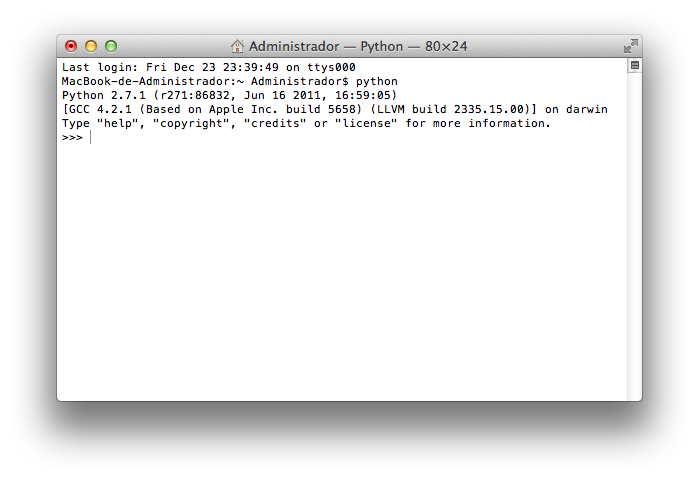 Administrador — Python — 80×24
Last login: Fri Dec 23 23:39:49 on ttys000
MacBook-de-Administrador:~ Administrador$ python
Python 2.7.1 (r271:86832, Jun 16 2011, 16:59:05)
[GCC 4.2.1 (Based on Apple Inc. build 5658) (LLVM build 2335.15.00)] on darwin
Type "help", "copyright", "credits" or "license" for more information.
>>>